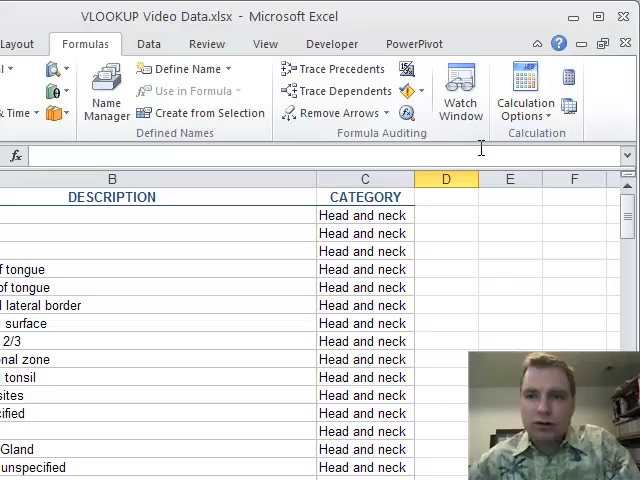 VLOOKUP Video Data.xlsx - Microsoft Excel
Layout Formulas Data Review View Developer PowerPivot
Define Name
Use in Formula
Create from Selection
Name
Manager
Defined Names
Time
Trace Precedents
Trace Dependents
Remove Arrows
Formula Auditing
Watch
Window
Calculation
Options
Calculation
fx
B C D E F
DESCRIPTION CATEGORY
Head and neck
Head and neck
Head and neck
of tongue Head and neck
of tongue Head and neck
lateral border Head and neck
surface Head and neck
2/3 Head and neck
nal zone Head and neck
tonsil Head and neck
sites Head and neck
cified Head and neck
Head and neck
Gland Head and neck
unspecified Head and neck